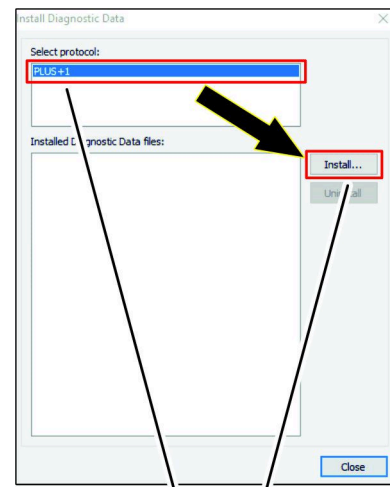 Install Diagnostic Data
Select protocol:
PLUS+1
Installed Diagnostic Data files:
Install...
Uninstall
Close